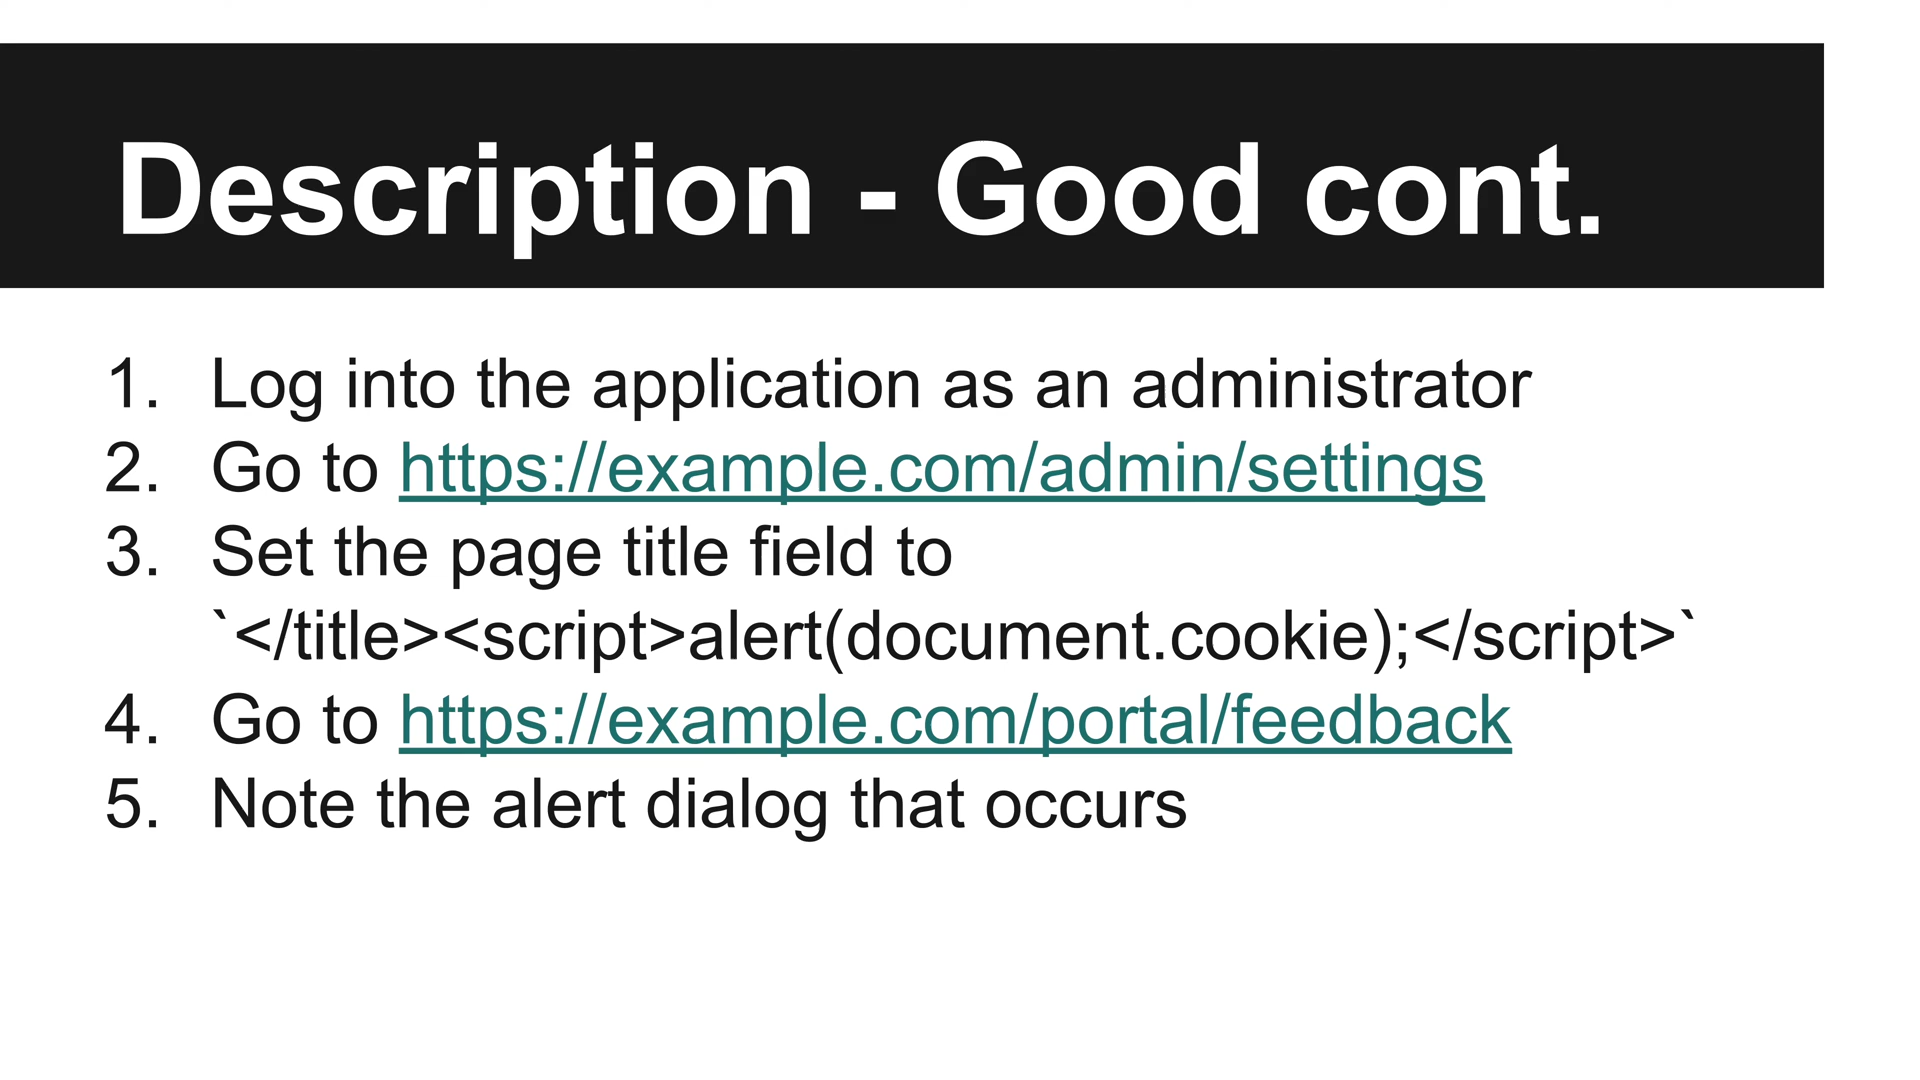 Description - Good cont.
1. Log into the application as an administrator
2. Go to https://example.com/admin/settings
3. Set the page title field to
`</title><script>alert(document.cookie);</script>`
4. Go to https://example.com/portal/feedback
5. Note the alert dialog that occurs